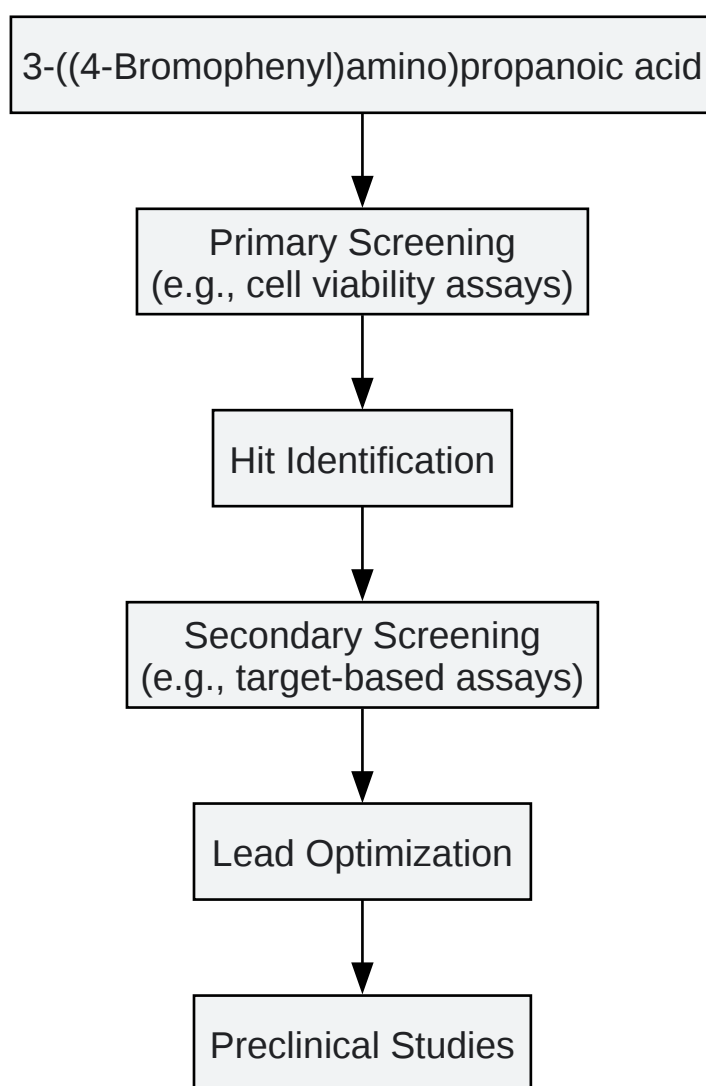 3-((4-Bromophenyl)amino)propanoic acid
Primary Screening
(e.g., cell viability assays)
Hit Identification
Secondary Screening
(e.g., target-based assays)
Lead Optimization
Preclinical Studies